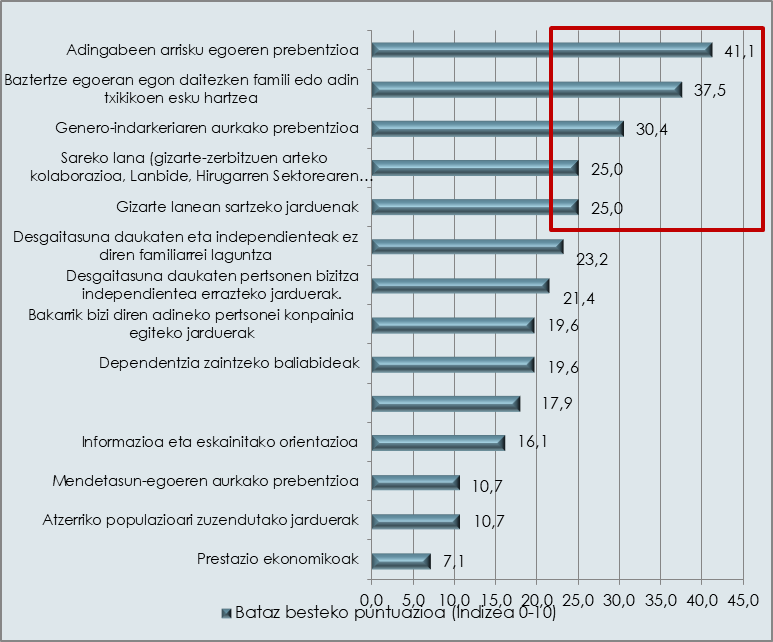 Adingabeen arrisku egoeren prebentzioa 41,1
Baztertze egoeran egon daitezken famili edo adin
txikikoen esku hartzea 37,5
Genero-indarkeriaren aurkako prebentzioa 30,4
Sareko lana (gizarte-zerbitzuen arteko
kolaborazioa, Lanbide, Hirugarren Sektorearen… 25,0
Gizarte lanean sartzeko jarduenak 25,0
Desgaitasuna daukaten eta independienteak ez
diren familiarrei laguntza 23,2
Desgaitasuna daukaten pertsonen bizitza
independientea errazteko jarduerak. 21,4
Bakarrik bizi diren adineko pertsonei konpainia
egiteko jarduerak 19,6
Dependentzia zaintzeko baliabideak 19,6
17,9
Informazioa eta eskainitako orientazioa 16,1
Mendetasun-egoeren aurkako prebentzioa 10,7
Atzerriko populazioari zuzendutako jarduerak 10,7
Prestazio ekonomikoak 7,1
0,0 5,0 10,0 15,0 20,0 25,0 30,0 35,0 40,0 45,0
Bataz besteko puntuazioa (Indizea 0-10)